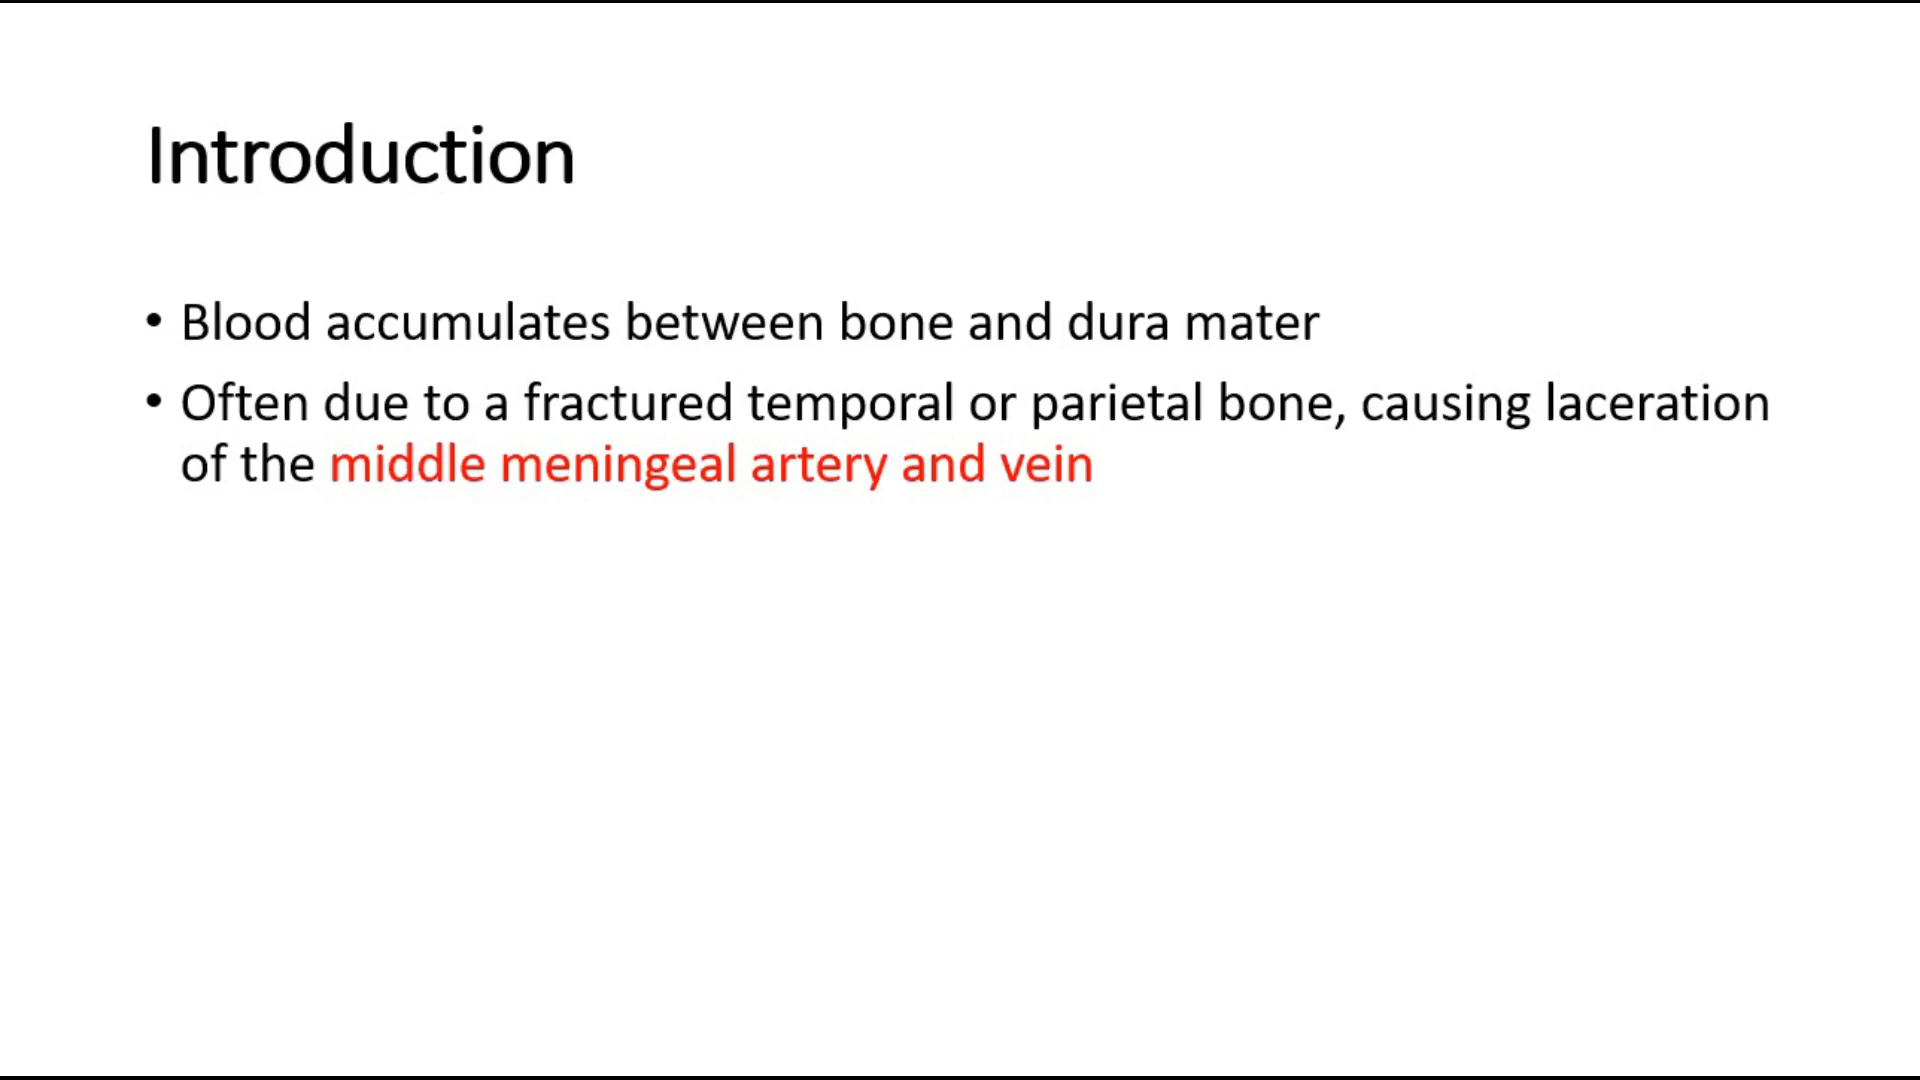 Introduction
• Blood accumulates between bone and dura mater
• Often due to a fractured temporal or parietal bone, causing laceration
of the middle meningeal artery and vein